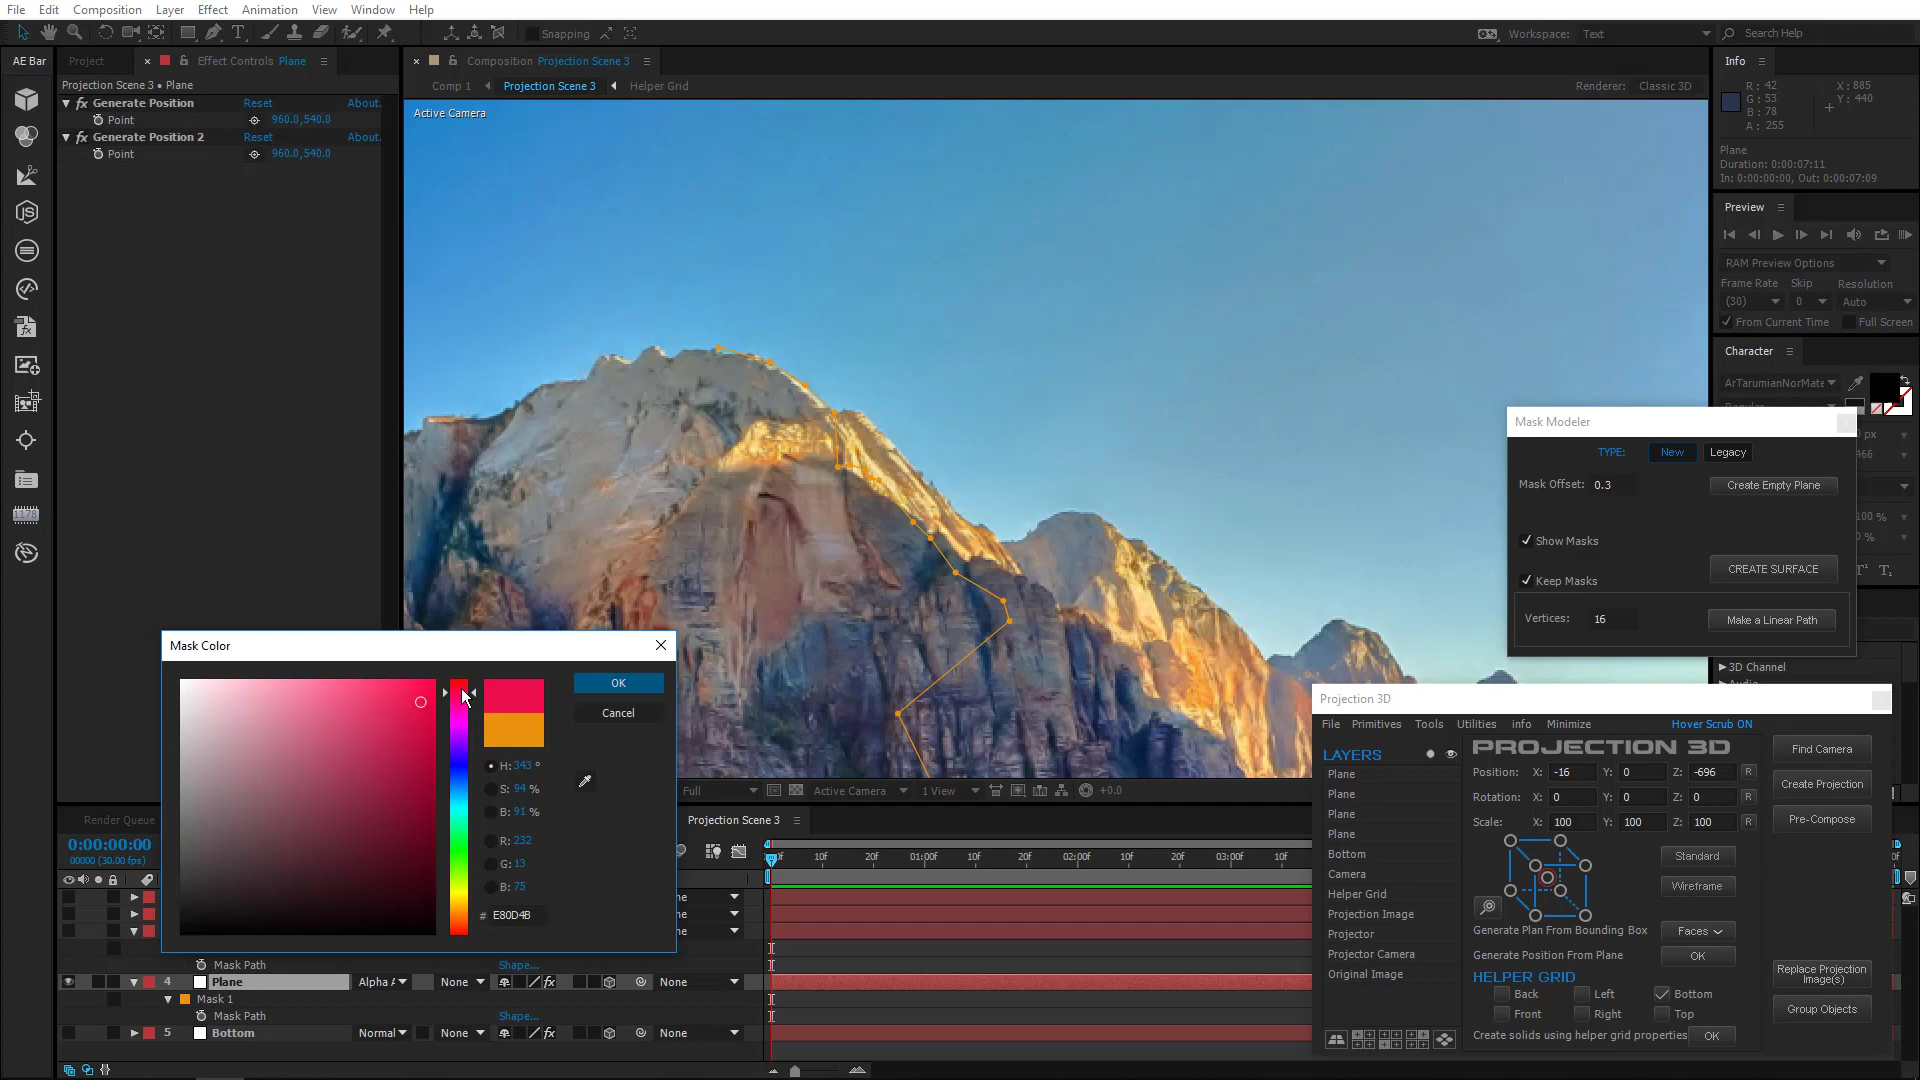 File Edit Composition Layer Effect Animation View Window Help
Snapping
Workspace: Text
Search Help
AE Bar
Project
Effect Controls Plane
Composition Projection Scene 3
Info
Projection Scene 3 • Plane
Comp 1
Projection Scene 3
Helper Grid
Renderer: Classic 3D
fx Generate Position Reset About.
Point 960.0,540.0
fx Generate Position 2 Reset About.
Point 960.0,540.0
Active Camera
R: 42
G: 53
B: 78
A: 255
X: 885
Y: 440
Plane
Duration: 0:00:07:11
In: 0:00:00:00, Out: 0:00:07:09
Preview
RAM Preview Options
Frame Rate Skip Resolution
(30) 0 Auto
From Current Time Full Screen
Character
ArTarumianNorMate
px
466
100 %
%
3D Channel
Mask Modeler
TYPE: New Legacy
Mask Offset: 0.3 Create Empty Plane
Show Masks
CREATE SURFACE
Keep Masks
Vertices: 16 Make a Linear Path
Mask Color
OK
Cancel
H: 343 °
S: 94 %
B: 91 %
R: 232
G: 13
B: 75
# E80D4B
Projection 3D
File Primitives Tools Utilities info Minimize Hover Scrub ON
LAYERS
Plane
Plane
Plane
Plane
Bottom
Camera
Helper Grid
Projection Image
Projector
Projector Camera
Original Image
PROJECTION 3D
Position: X: -16 Y: 0 Z: -696 R
Rotation: X: 0 Y: 0 Z: 0 R
Scale: X: 100 Y: 100 Z: 100 R
Standard
Wireframe
Generate Plan From Bounding Box Faces
Generate Position From Plane OK
HELPER GRID
Back Left Bottom
Front Right Top
Create solids using helper grid properties OK
Find Camera
Create Projection
Pre-Compose
Replace Projection
Image(s)
Group Objects
Full
Active Camera
1 View
+0.0
Render Queue
Projection Scene 3
0:00:00:00
00000 (30.00 fps)
10f 20f 01:00f 10f 20f 02:00f 10f 20f 03:00f 10f
Mask Path Shape...
4 Plane Alpha None fx None
Mask 1
Mask Path Shape...
5 Bottom Normal None fx None